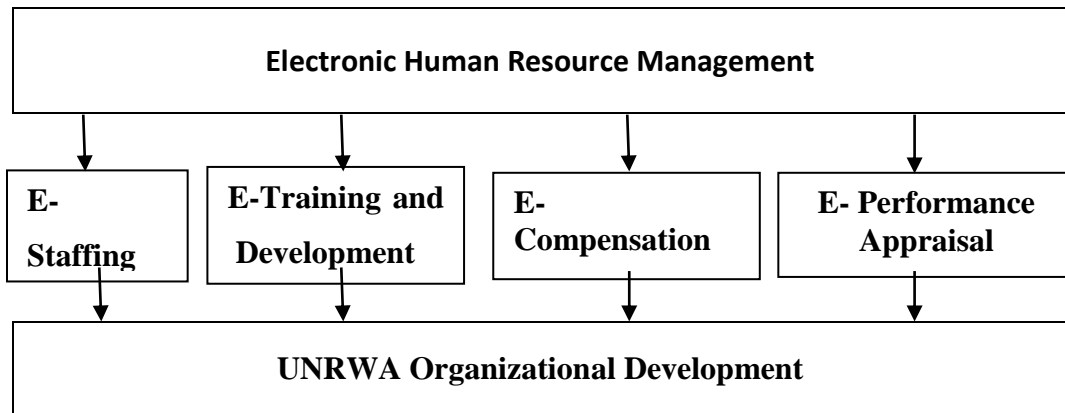 Electronic Human Resource Management
E-
Staffing
E-Training and
Development
E-
Compensation
E- Performance
Appraisal
UNRWA Organizational Development